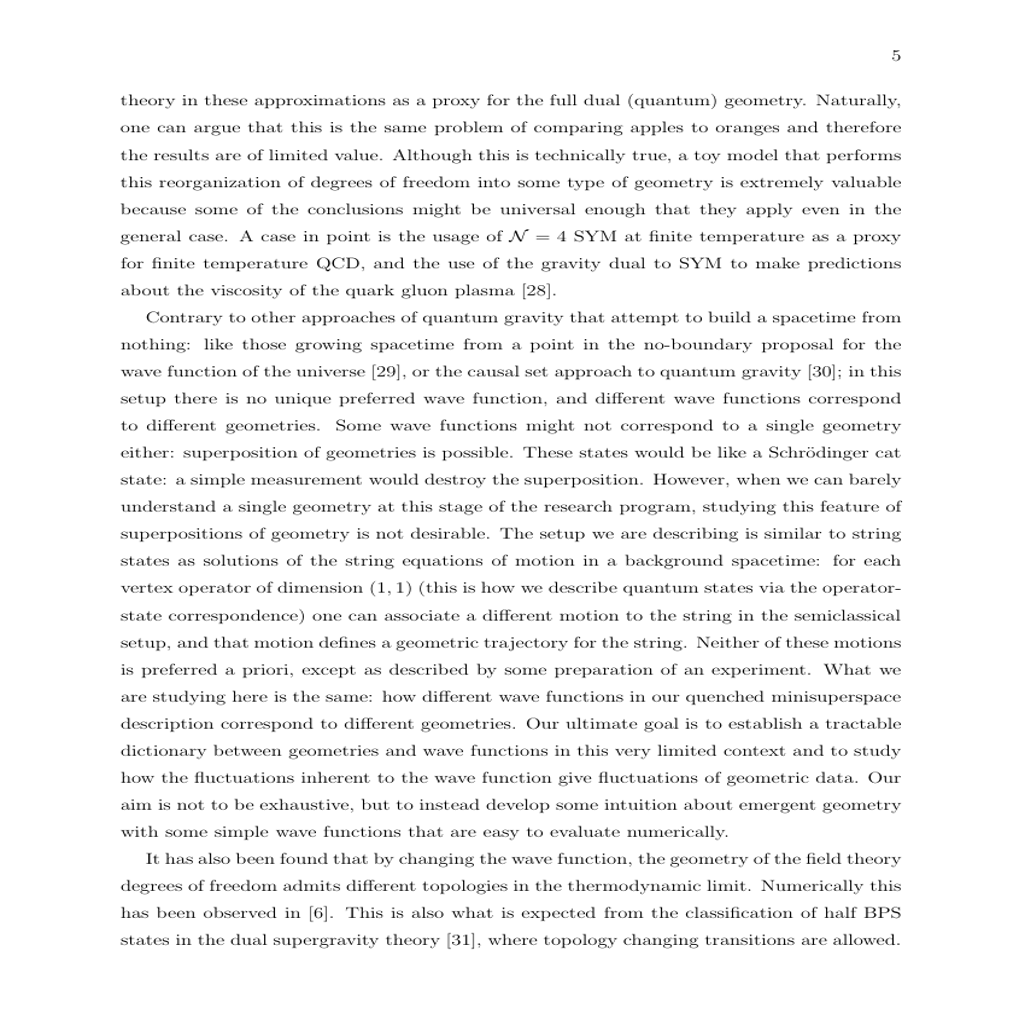 5
theory in these approximations as a proxy for the full dual (quantum) geometry. Naturally,
one can argue that this is the same problem of comparing apples to oranges and therefore
the results are of limited value. Although this is technically true, a toy model that performs
this reorganization of degrees of freedom into some type of geometry is extremely valuable
because some of the conclusions might be universal enough that they apply even in the
general case. A case in point is the usage of 𝒩 = 4 SYM at finite temperature as a proxy
for finite temperature QCD, and the use of the gravity dual to SYM to make predictions
about the viscosity of the quark gluon plasma [28].
Contrary to other approaches of quantum gravity that attempt to build a spacetime from
nothing: like those growing spacetime from a point in the no-boundary proposal for the
wave function of the universe [29], or the causal set approach to quantum gravity [30]; in this
setup there is no unique preferred wave function, and different wave functions correspond
to different geometries. Some wave functions might not correspond to a single geometry
either: superposition of geometries is possible. These states would be like a Schrödinger cat
state: a simple measurement would destroy the superposition. However, when we can barely
understand a single geometry at this stage of the research program, studying this feature of
superpositions of geometry is not desirable. The setup we are describing is similar to string
states as solutions of the string equations of motion in a background spacetime: for each
vertex operator of dimension (1, 1) (this is how we describe quantum states via the operator-
state correspondence) one can associate a different motion to the string in the semiclassical
setup, and that motion defines a geometric trajectory for the string. Neither of these motions
is preferred a priori, except as described by some preparation of an experiment. What we
are studying here is the same: how different wave functions in our quenched minisuperspace
description correspond to different geometries. Our ultimate goal is to establish a tractable
dictionary between geometries and wave functions in this very limited context and to study
how the fluctuations inherent to the wave function give fluctuations of geometric data. Our
aim is not to be exhaustive, but to instead develop some intuition about emergent geometry
with some simple wave functions that are easy to evaluate numerically.
It has also been found that by changing the wave function, the geometry of the field theory
degrees of freedom admits different topologies in the thermodynamic limit. Numerically this
has been observed in [6]. This is also what is expected from the classification of half BPS
states in the dual supergravity theory [31], where topology changing transitions are allowed.